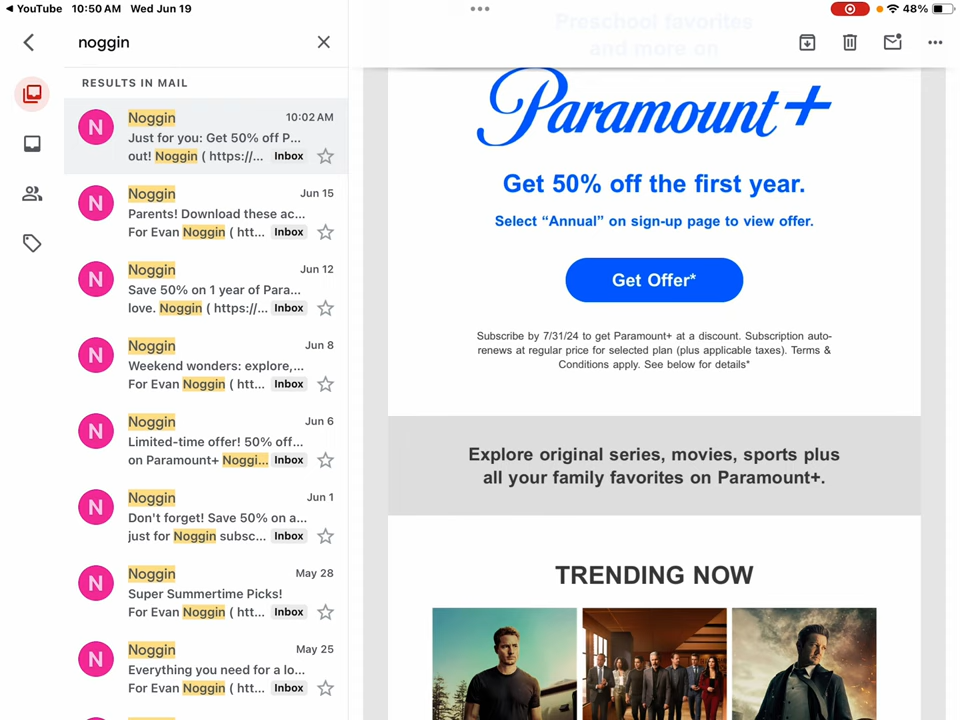 ◀ YouTube 10:50 AM Wed Jun 19
48%
noggin
RESULTS IN MAIL
N
Noggin 10:02 AM
Just for you: Get 50% off P...
out! Noggin ( https://... Inbox
N
Noggin Jun 15
Parents! Download these ac...
For Evan Noggin ( htt... Inbox
N
Noggin Jun 12
Save 50% on 1 year of Para...
love. Noggin ( https://... Inbox
N
Noggin Jun 8
Weekend wonders: explore,...
For Evan Noggin ( htt... Inbox
N
Noggin Jun 6
Limited-time offer! 50% off...
on Paramount+ Noggi... Inbox
N
Noggin Jun 1
Don't forget! Save 50% on a...
just for Noggin subsc... Inbox
N
Noggin May 28
Super Summertime Picks!
For Evan Noggin ( htt... Inbox
N
Noggin May 25
Everything you need for a lo...
For Evan Noggin ( htt... Inbox
Preschool favorites
and more on
Paramount+
Get 50% off the first year.
Select “Annual” on sign-up page to view offer.
Get Offer*
Subscribe by 7/31/24 to get Paramount+ at a discount. Subscription auto-
renews at regular price for selected plan (plus applicable taxes). Terms &
Conditions apply. See below for details*
Explore original series, movies, sports plus
all your family favorites on Paramount+.
TRENDING NOW